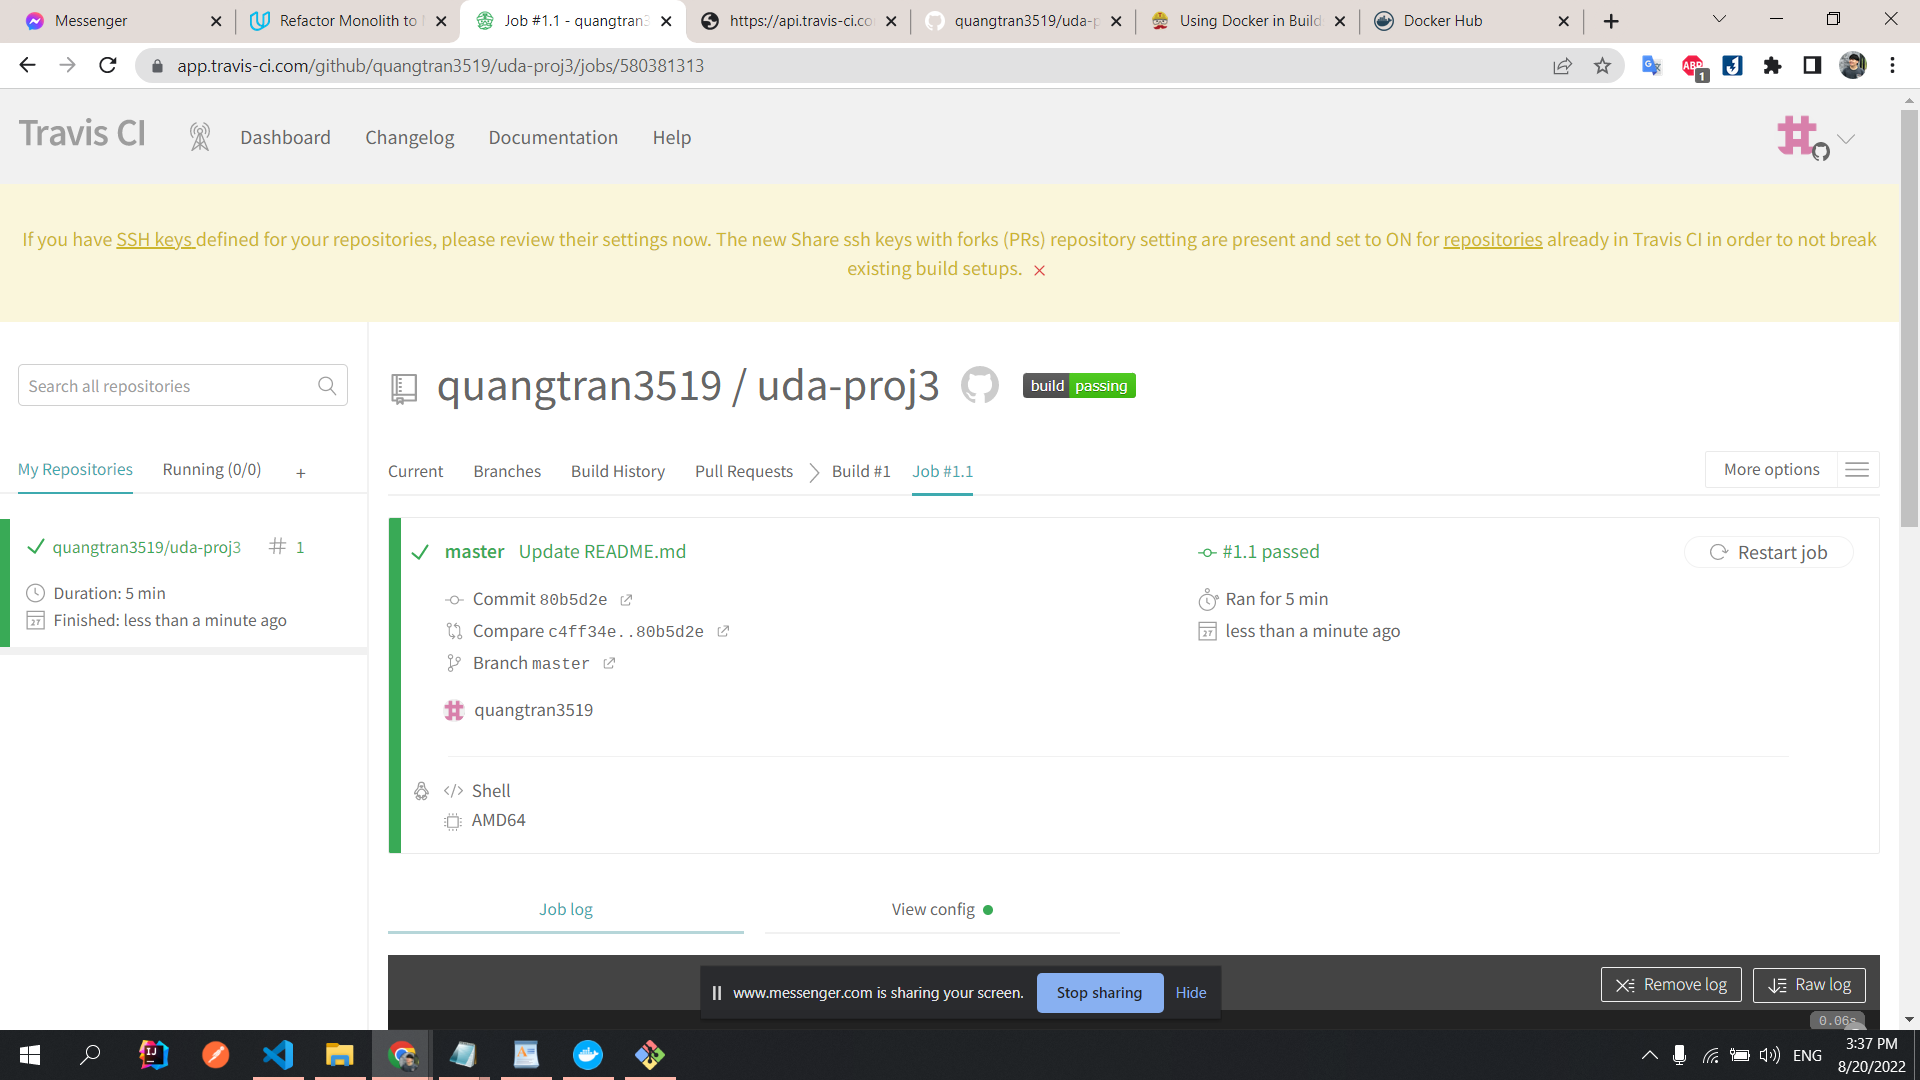 Messenger
Refactor Monolith to
Job #1.1 - quangtran3
https://api.travis-ci.co
quangtran3519/uda-p
Using Docker in Build
Docker Hub
app.travis-ci.com/github/quangtran3519/uda-proj3/jobs/580381313
ABP
1
Travis CI
Dashboard
Changelog
Documentation
Help
If you have SSH keys defined for your repositories, please review their settings now. The new Share ssh keys with forks (PRs) repository setting are present and set to ON for repositories already in Travis CI in order to not break
existing build setups.
Search all repositories
quangtran3519 / uda-proj3
build passing
My Repositories
Running (0/0)
+
Current
Branches
Build History
Pull Requests
Build #1
Job #1.1
More options
quangtran3519/uda-proj3
# 1
Duration: 5 min
27 Finished: less than a minute ago
master Update README.md
#1.1 passed
Restart job
Commit 80b5d2e
Ran for 5 min
Compare c4ff34e..80b5d2e
27 less than a minute ago
Branch master
quangtran3519
</> Shell
AMD64
Job log
View config
www.messenger.com is sharing your screen.
Stop sharing
Hide
Remove log
Raw log
0.06s
IJ
ENG
3:37 PM
8/20/2022